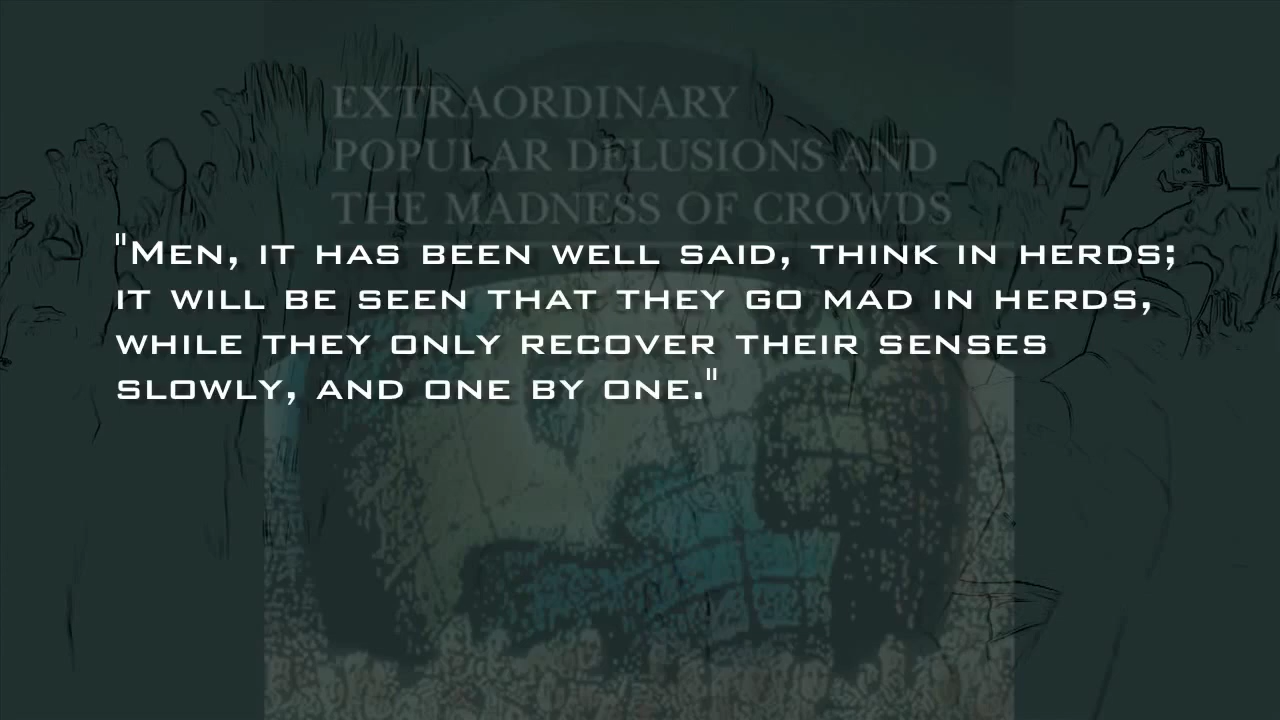 EXTRAORDINARY
POPULAR DELUSIONS AND
THE MADNESS OF CROWDS
"Men, it has been well said, think in herds;
it will be seen that they go mad in herds,
while they only recover their senses
slowly, and one by one."